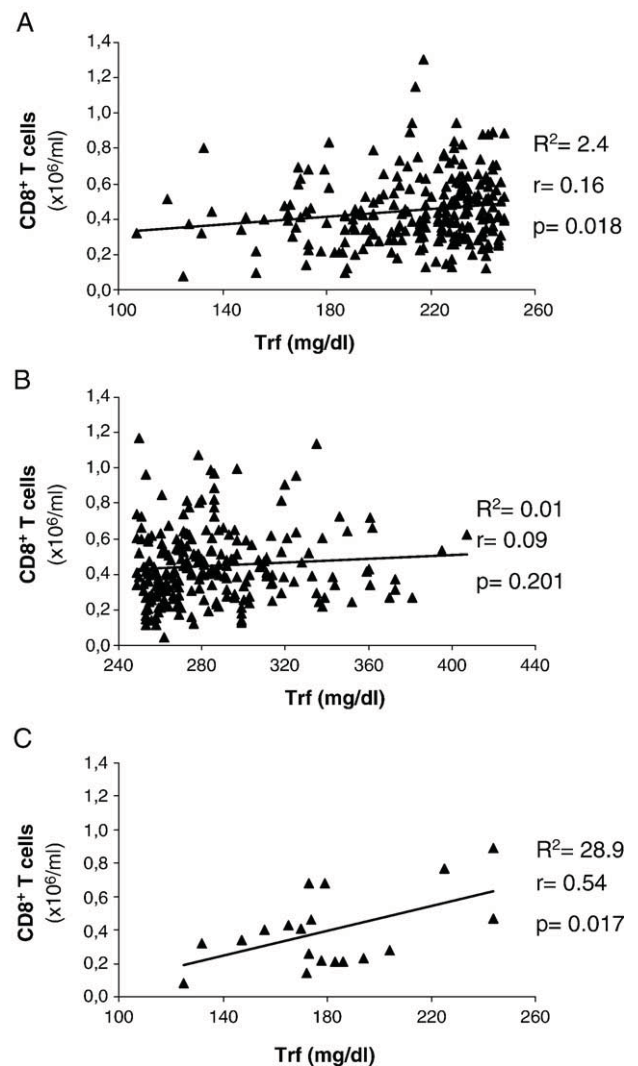 A
1,4
1,2
1,0
0,8
0,6
0,4
0,2
0,0
CD8⁺ T cells
(x10⁶/ml)
100 140 180 220 260
Trf (mg/dl)
R²= 2.4
r= 0.16
p= 0.018
B
1,4
1,2
1,0
0,8
0,6
0,4
0,2
0,0
CD8⁺ T cells
(x10⁶/ml)
240 280 320 360 400 440
Trf (mg/dl)
R²= 0.01
r= 0.09
p= 0.201
C
1,4
1,2
1,0
0,8
0,6
0,4
0,2
0,0
CD8⁺ T cells
(x10⁶/ml)
100 140 180 220 260
Trf (mg/dl)
R²= 28.9
r= 0.54
p= 0.017